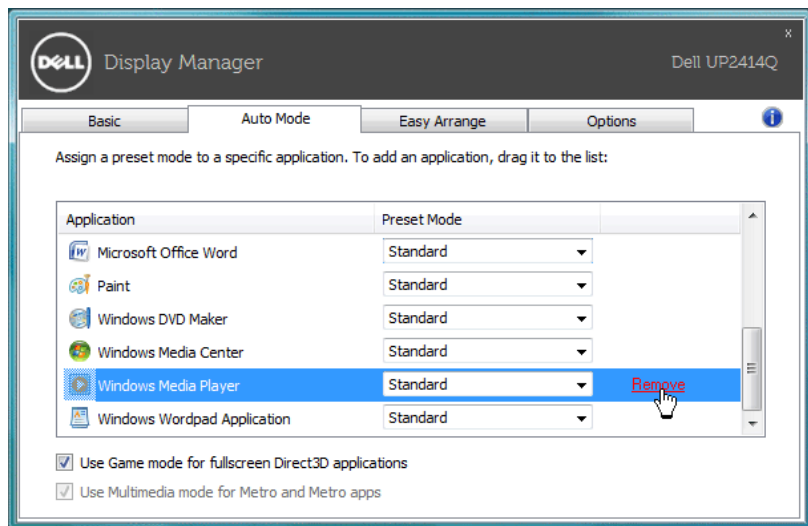 x
DELL Display Manager Dell UP2414Q
Basic Auto Mode Easy Arrange Options i
Assign a preset mode to a specific application. To add an application, drag it to the list:
Application Preset Mode
Microsoft Office Word Standard
Paint Standard
Windows DVD Maker Standard
Windows Media Center Standard
Windows Media Player Standard Remove
Windows Wordpad Application Standard
Use Game mode for fullscreen Direct3D applications
Use Multimedia mode for Metro and Metro apps